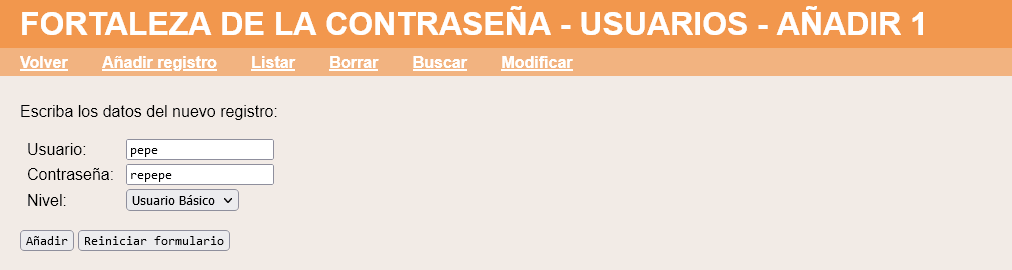 FORTALEZA DE LA CONTRASEÑA - USUARIOS - AÑADIR 1
Volver Añadir registro Listar Borrar Buscar Modificar
Escriba los datos del nuevo registro:
Usuario: pepe
Contraseña: repepe
Nivel: Usuario Básico
Añadir Reiniciar formulario